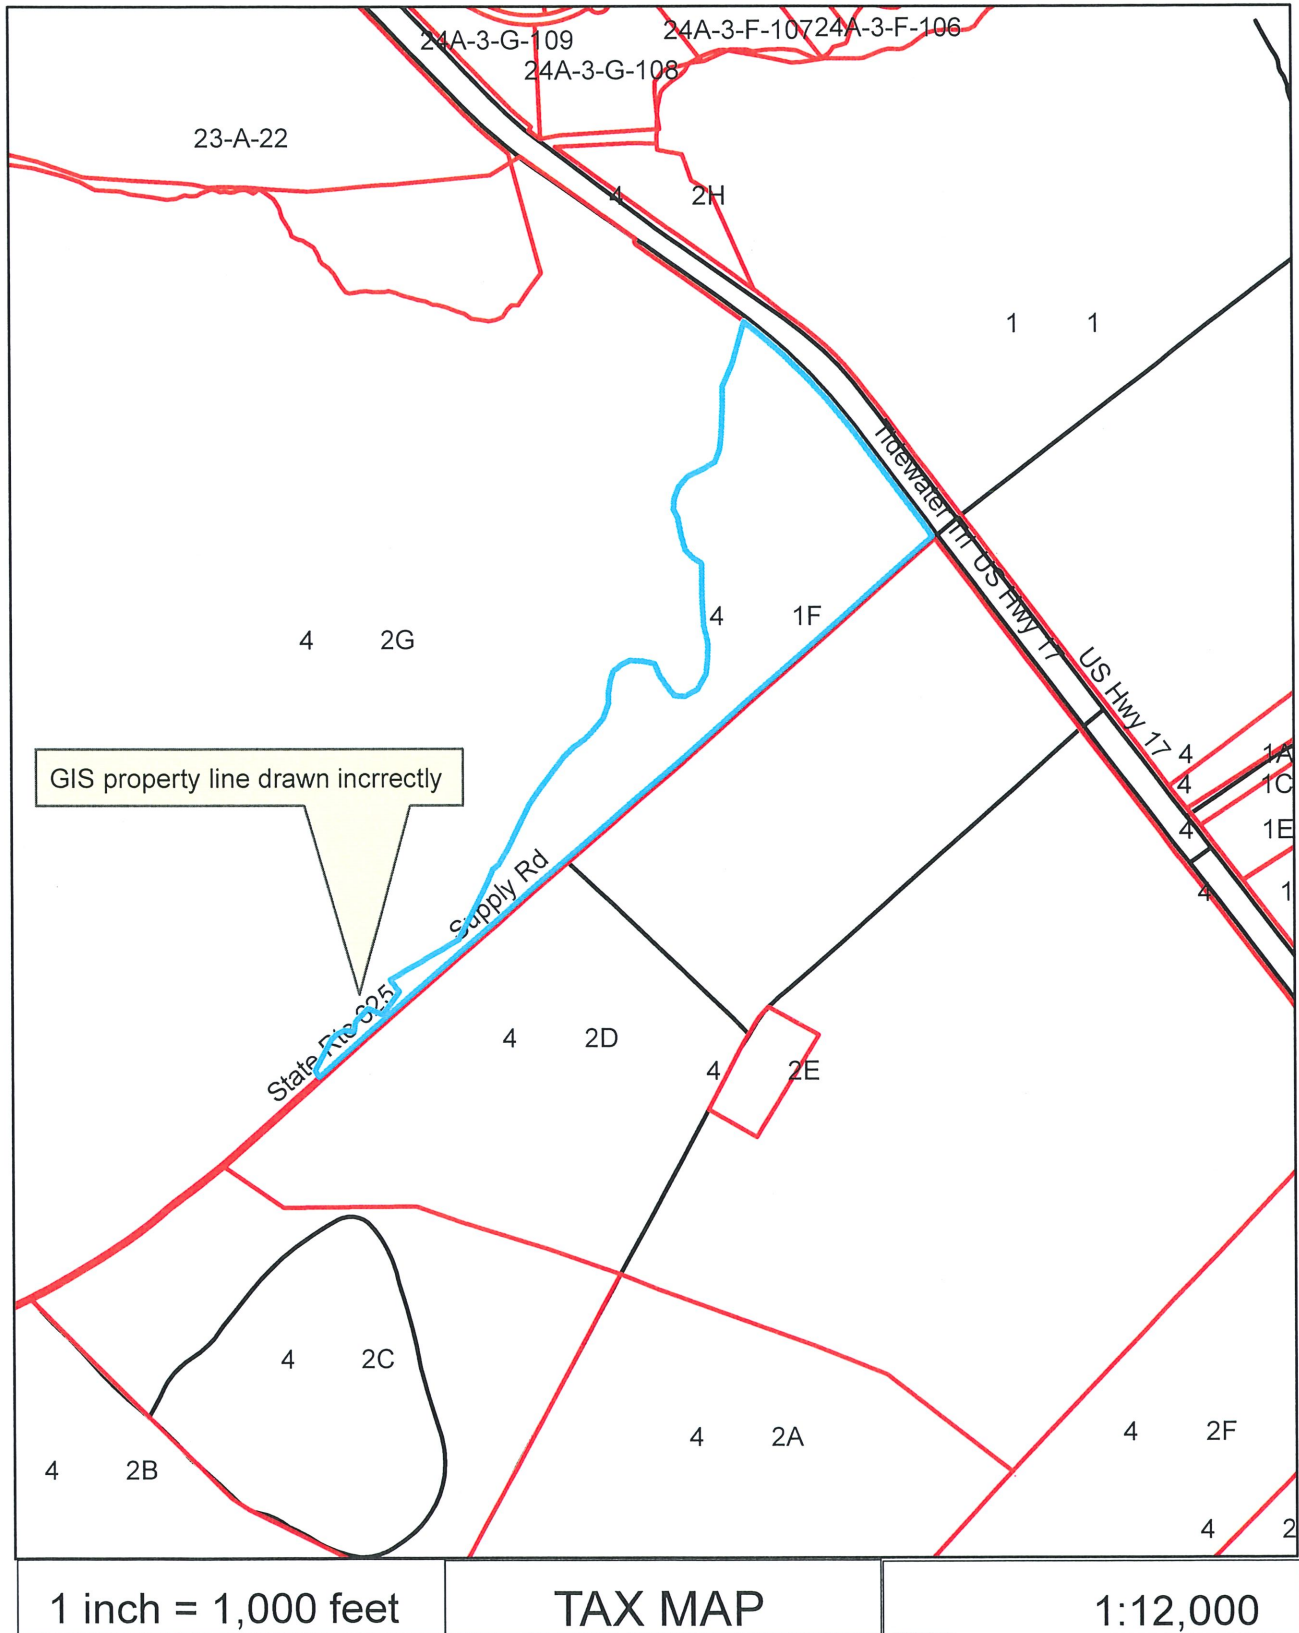 24A-3-G-109
24A-3-F-107
24A-3-F-106
24A-3-G-108
23-A-22
4 2H
1 1
Tidewater Trl US Hwy 17
4 1F
4 2G
US Hwy 17
4 1A
4 1C
4 1E
4 1
GIS property line drawn incrrectly
Supply Rd
State Rte 625
4 2D
4 2E
4 2C
4 2A
4 2F
4 2B
4 2
1 inch = 1,000 feet
TAX MAP
1:12,000